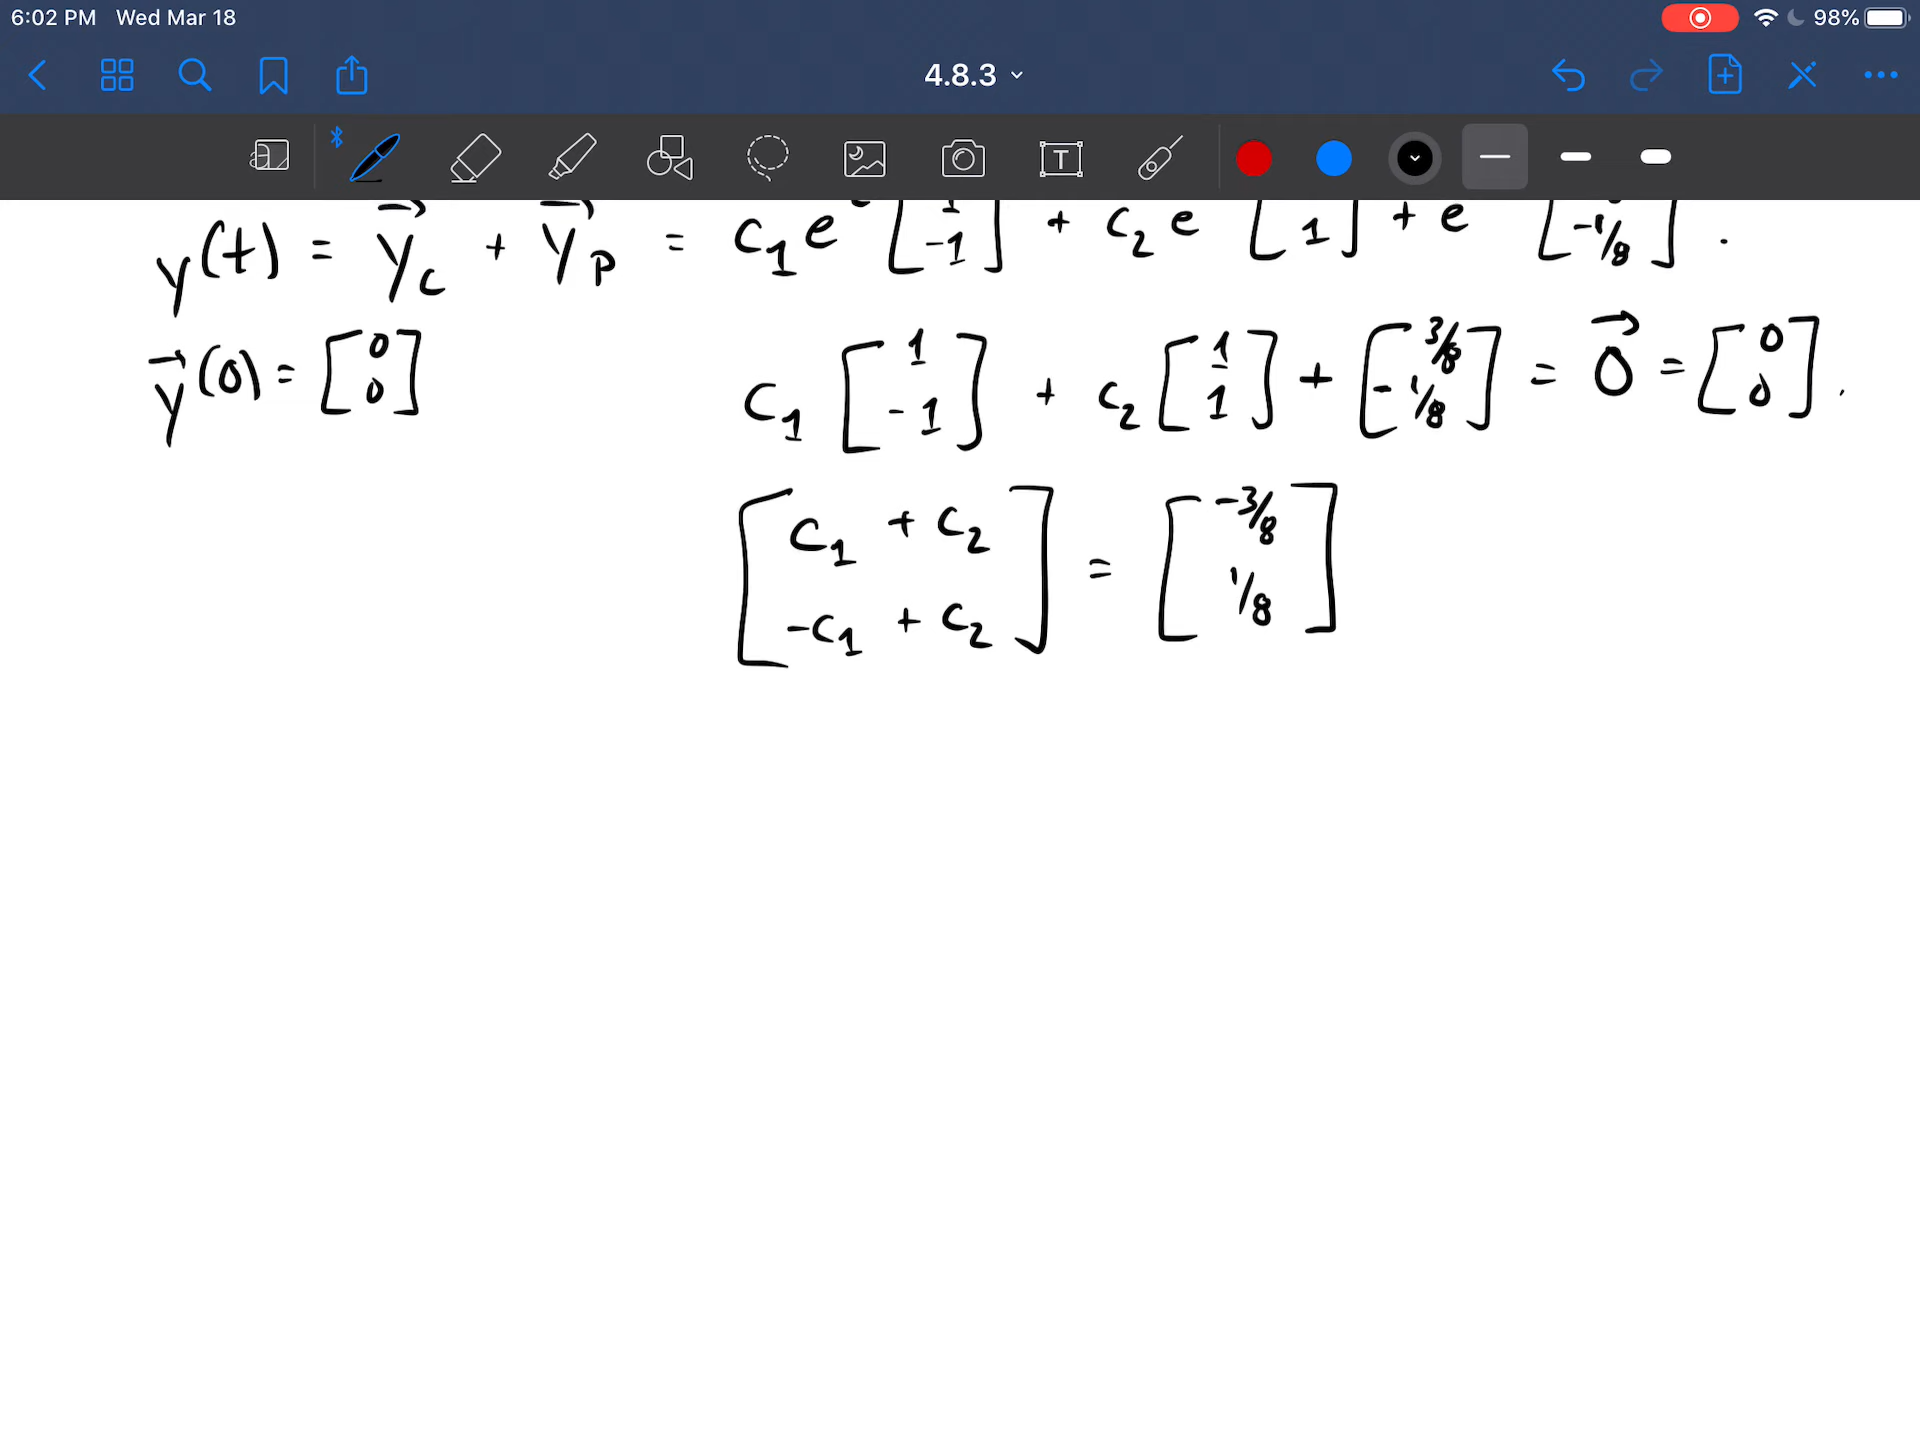 6:02 PM Wed Mar 18 98%
4.8.3
T
y(t) = y⃗_c + y⃗_p = c₁ e [1 -1] + c₂ e [1] + e [-1/8].
y⃗(0) = [0 0] c₁ [1 -1] + c₂ [1 1] + [3/8 -1/8] = 0⃗ = [0 0].
[c₁ + c₂ = [-3/8
-c₁ + c₂] 1/8]